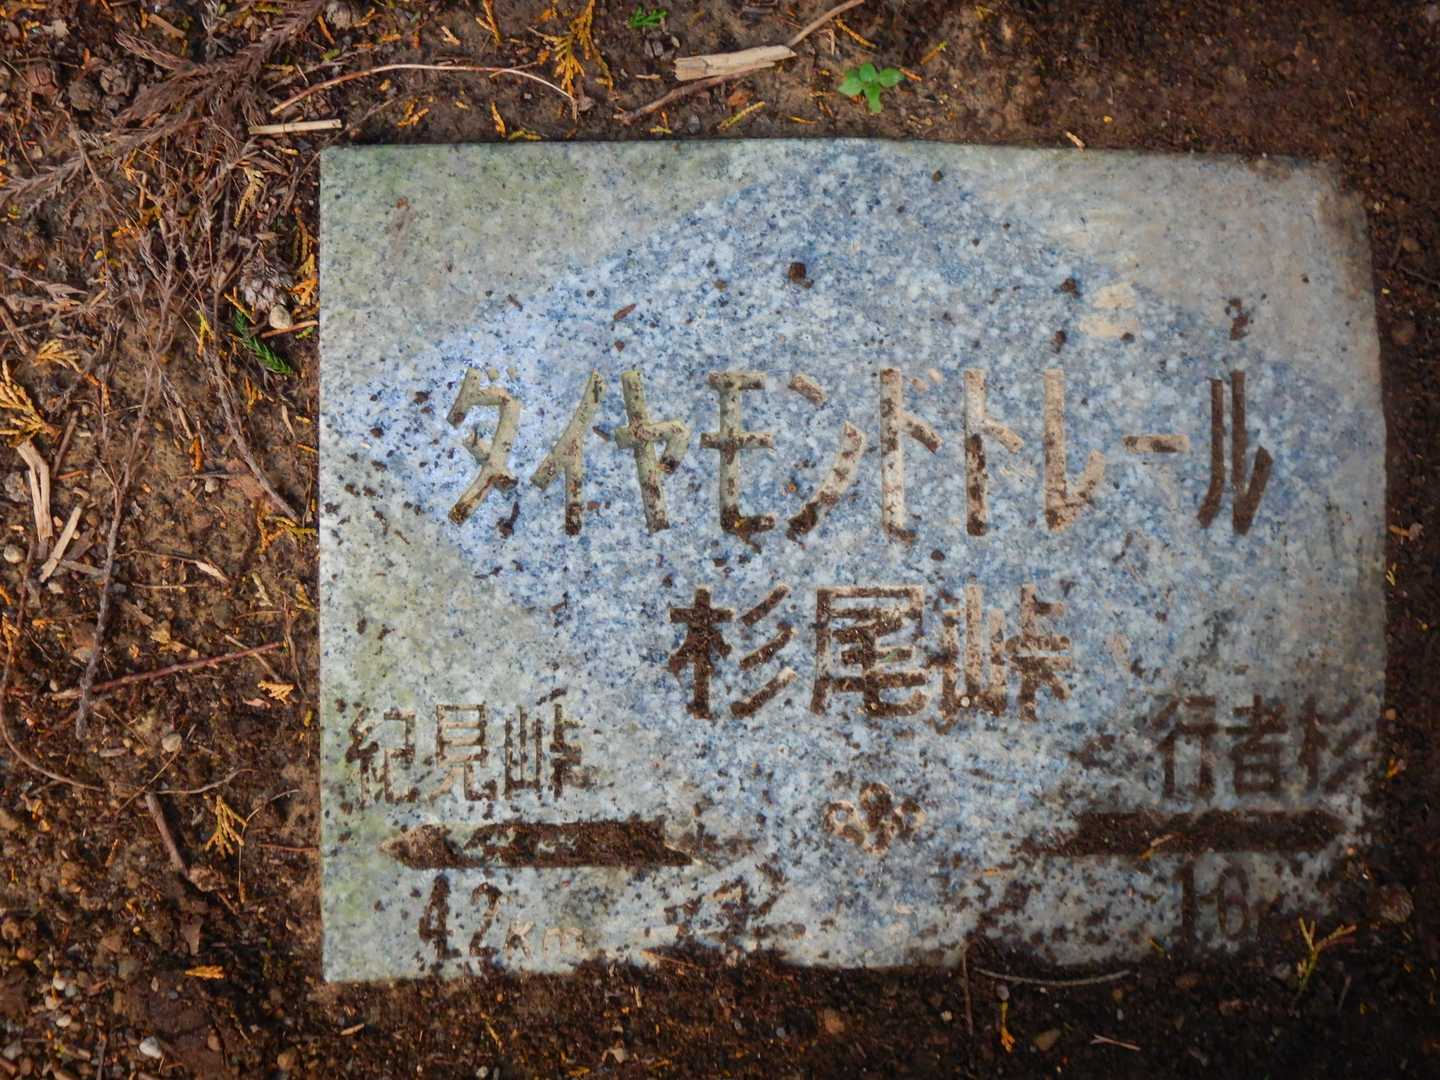 ダイヤモンドトレール
杉尾峠
紀見峠 行者杉
4.2km 1.6